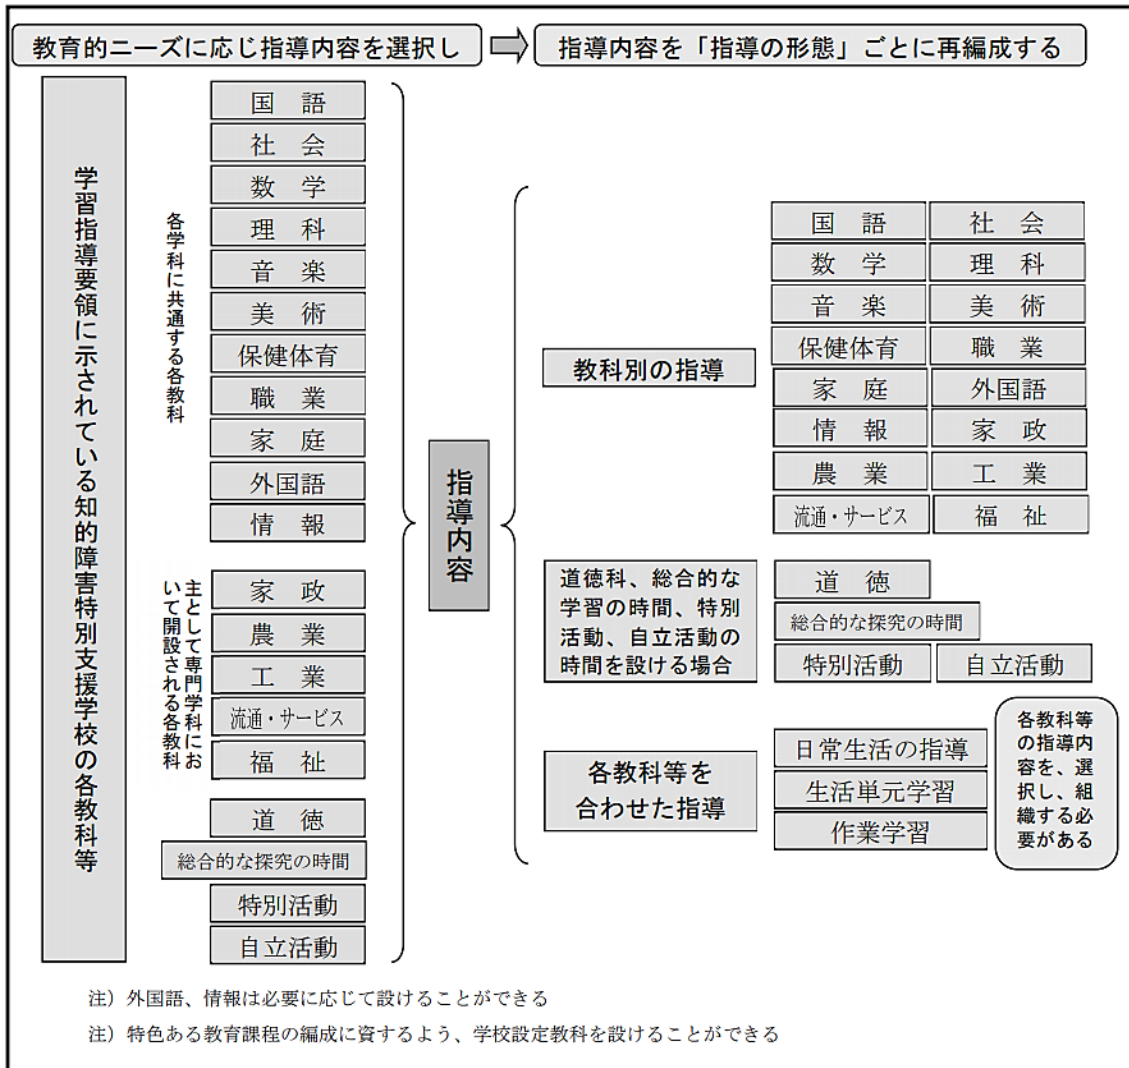 教育的ニーズに応じ指導内容を選択し
指導内容を「指導の形態」ごとに再編成する
学習指導要領に示されている知的障害特別支援学校の各教科等
各学科に共通する各教科
国 語
社 会
数 学
理 科
音 楽
美 術
保健体育
職 業
家 庭
外国語
情 報
主として専門学科にお
いて開設される各教科
家 政
農 業
工 業
流通・サービス
福 祉
道 徳
総合的な探究の時間
特別活動
自立活動
指導内容
教科別の指導
国 語
社 会
数 学
理 科
音 楽
美 術
保健体育
職 業
家 庭
外国語
情 報
家 政
農 業
工 業
流通・サービス
福 祉
道徳科、総合的な
学習の時間、特別
活動、自立活動の
時間を設ける場合
道 徳
総合的な探究の時間
特別活動
自立活動
各教科等を
合わせた指導
日常生活の指導
生活単元学習
作業学習
各教科等
の指導内
容を、選
択し、組
織する必
要がある
注）外国語、情報は必要に応じて設けることができる
注）特色ある教育課程の編成に資するよう、学校設定教科を設けることができる